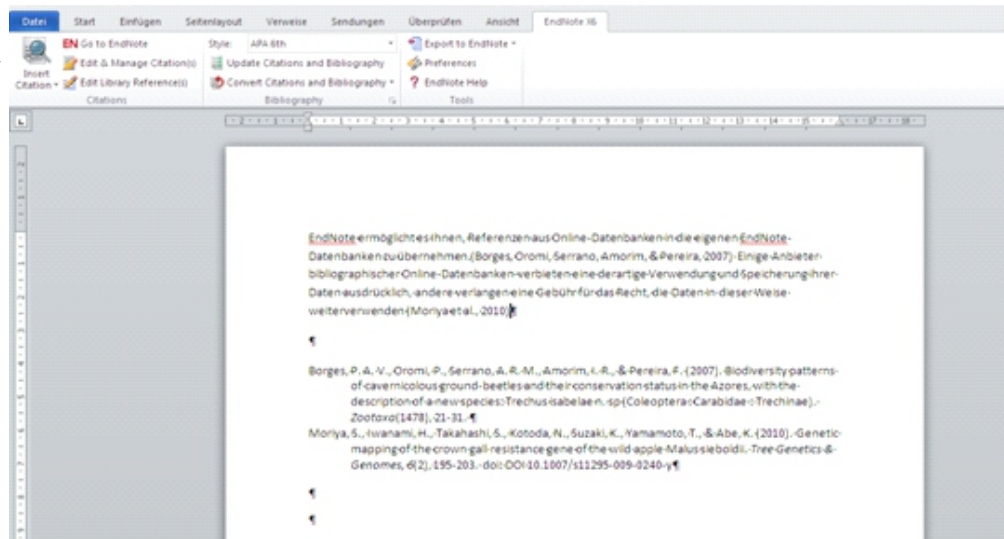 Datei Start Einfügen Seitenlayout Verweise Sendungen Überprüfen Ansicht EndNote X6
EN Go to EndNote Style: APA 6th Export to EndNote
Edit & Manage Citation(s) Update Citations and Bibliography Preferences
Insert Citation Edit Library Reference(s) Convert Citations and Bibliography EndNote Help
Citations Bibliography Tools
EndNote ermöglicht es Ihnen, Referenzen aus Online-Datenbanken in die eigenen EndNote-
Datenbanken zu übernehmen.(Borges, Oromi, Serrano, Amorim, & Pereira, 2007) Einige Anbieter
bibliographischer Online-Datenbanken verbieten eine derartige Verwendung und Speicherung ihrer
Daten ausdrücklich, andere verlangen eine Gebühr für das Recht, die Daten in dieser Weise
weiterverwenden (Moriya et al., 2010)¶
¶
Borges, P. A. V., Oromi, P., Serrano, A. R. M., Amorim, I. R., & Pereira, F. (2007). Biodiversity patterns
of cavernicolous ground-beetles and their conservation status in the Azores, with the
description of a new species: Trechus isabelae n. sp (Coleoptera : Carabidae : Trechinae).
Zootaxa(1478), 21-31. ¶
Moriya, S., Iwanami, H., Takahashi, S., Kotoda, N., Suzaki, K., Yamamoto, T., & Abe, K. (2010). Genetic
mapping of the crown gall resistance gene of the wild apple Malus sieboldii. Tree Genetics &
Genomes, 6(2), 195-203. doi: DOI 10.1007/s11295-009-0240-y¶
¶
¶